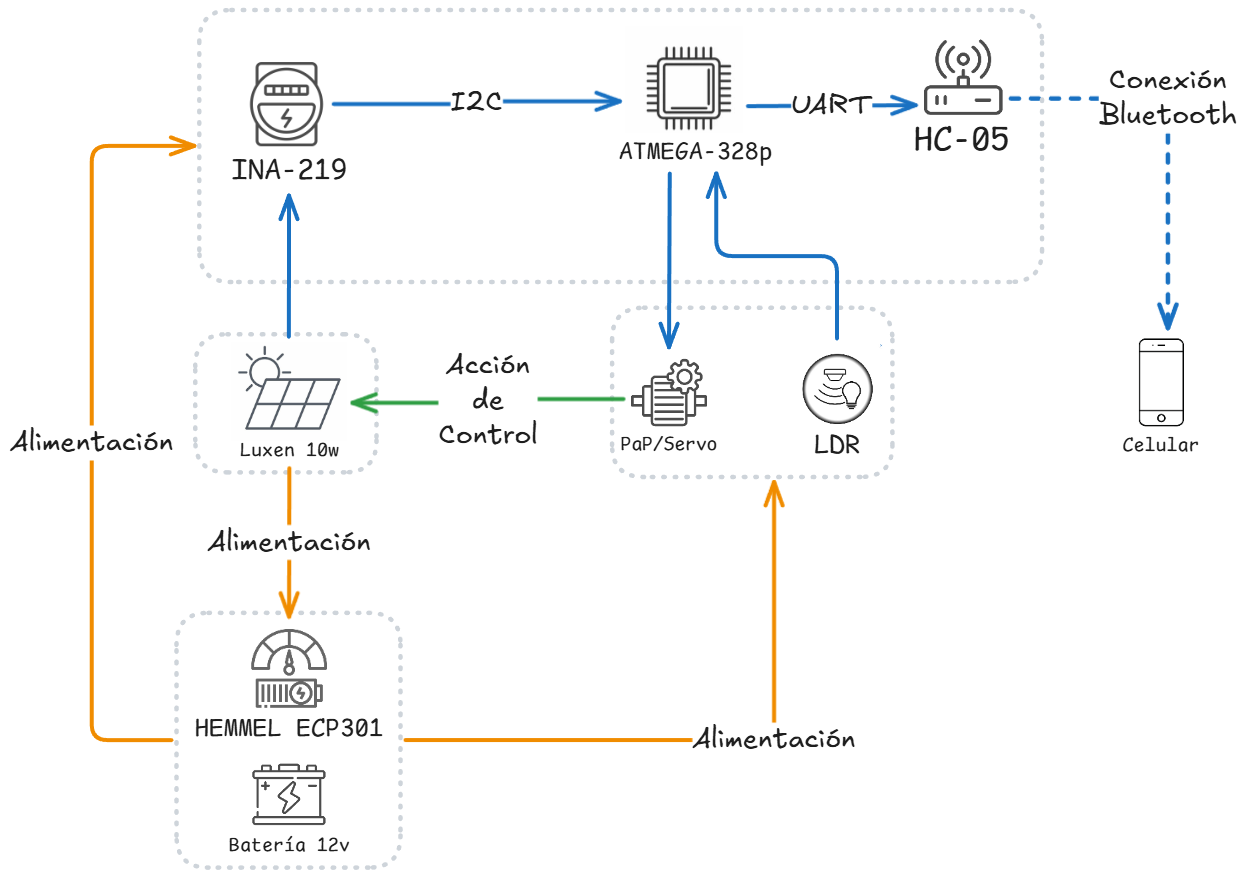 Conexión
Bluetooth
I2C
UART
HC-05
ATMEGA-328p
INA-219
Acción
de
Control
Alimentación
Luxen 10w
PaP/Servo
LDR
Celular
Alimentación
HEMMEL ECP301
Alimentación
Batería 12v